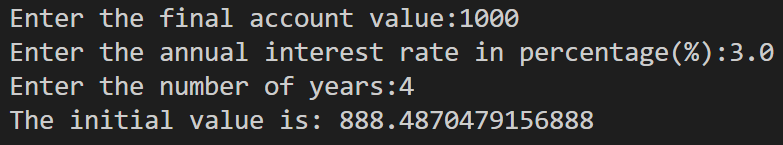 Enter the final account value:1000
Enter the annual interest rate in percentage(%):3.0
Enter the number of years:4
The initial value is: 888.4870479156888